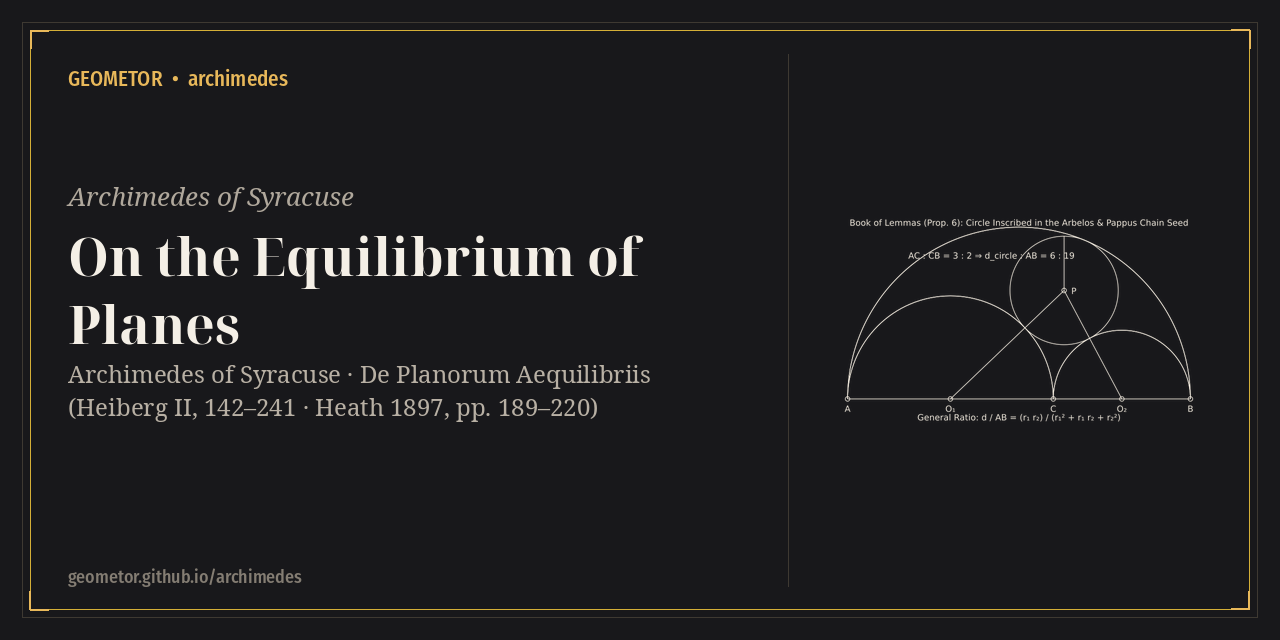 GEOMETOR • archimedes
Archimedes of Syracuse
On the Equilibrium of
Planes
Archimedes of Syracuse · De Planorum Aequilibriis
(Heiberg II, 142–241 · Heath 1897, pp. 189–220)
geometor.github.io/archimedes
Book of Lemmas (Prop. 6): Circle Inscribed in the Arbelos & Pappus Chain Seed
AC : CB = 3 : 2 ⇒ d_circle : AB = 6 : 19
P
A O₁ C O₂ B
General Ratio: d / AB = (r₁ r₂) / (r₁² + r₁ r₂ + r₂²)